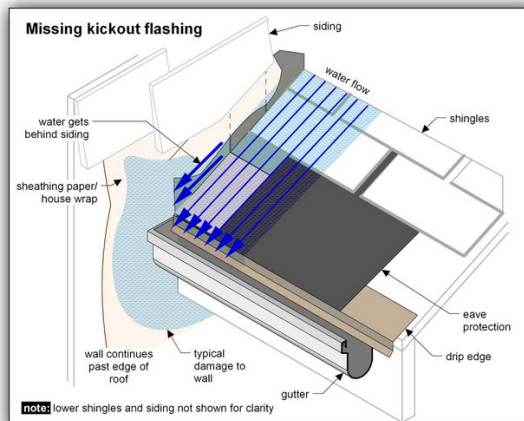 Missing kickout flashing
siding
water flow
water gets
behind siding
shingles
sheathing paper/
house wrap
eave
protection
drip edge
wall continues
past edge of
roof
typical
damage to
wall
gutter
note: lower shingles and siding not shown for clarity